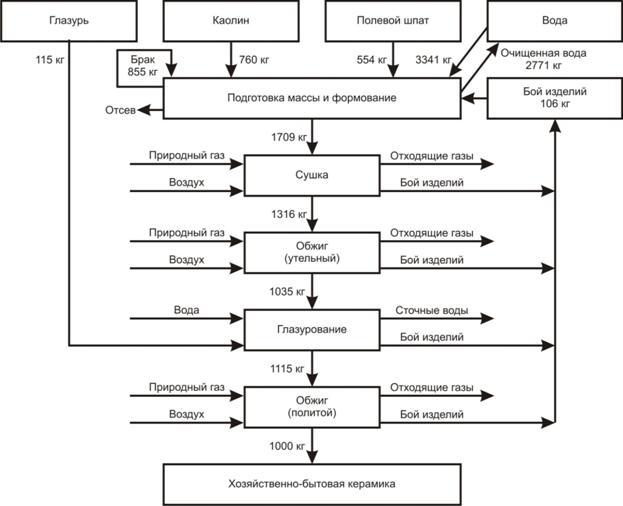 Глазурь
Каолин
Полевой шпат
Вода
115 кг
Брак
855 кг
760 кг
554 кг
3341 кг
Очищенная вода
2771 кг
Подготовка массы и формование
Бой изделий
106 кг
Отсев
1709 кг
Природный газ
Воздух
Сушка
Отходящие газы
Бой изделий
1316 кг
Природный газ
Воздух
Обжиг
(утельный)
Отходящие газы
Бой изделий
1035 кг
Вода
Глазурование
Сточные воды
Бой изделий
1115 кг
Природный газ
Воздух
Обжиг
(политой)
Отходящие газы
Бой изделий
1000 кг
Хозяйственно-бытовая керамика